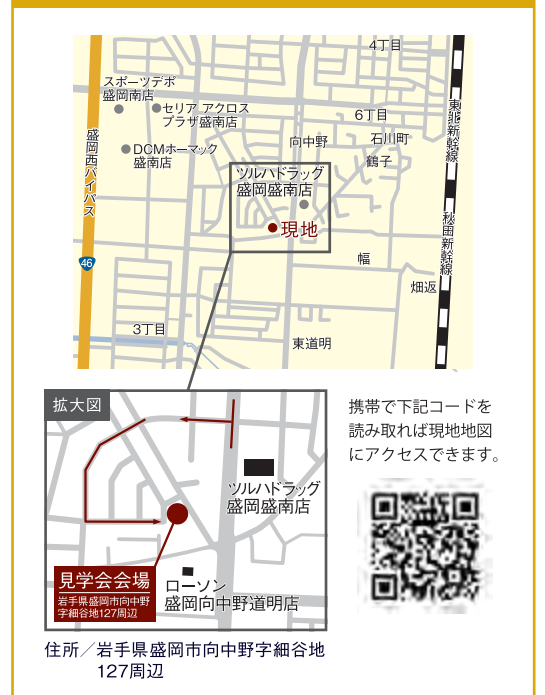 4丁目
スポーツデポ
盛岡南店
セリア アクロス
プラザ盛南店
6丁目
東北新幹線
盛岡西バイパス
DCMホーマック
盛南店
向中野
石川町
鶴子
ツルハドラッグ
盛岡盛南店
現地
秋田新幹線
46
幅
畑返
3丁目
東道明
拡大図
ツルハドラッグ
盛岡盛南店
見学会会場
岩手県盛岡市向中野
字細谷地127周辺
ローソン
盛岡向中野道明店
携帯で下記コードを
読み取れば現地地図
にアクセスできます。
住所／岩手県盛岡市向中野字細谷地
127周辺